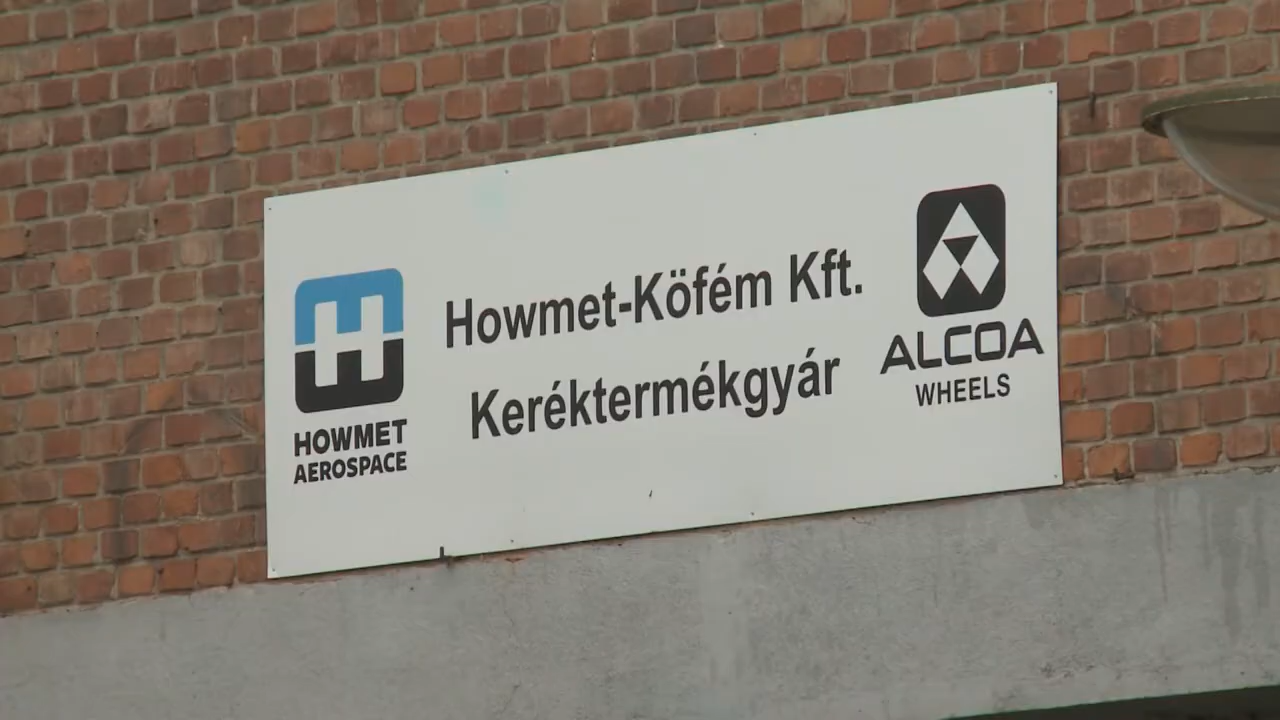 HOWMET
AEROSPACE
Howmet-Köfém Kft.
Keréktermékgyár
ALCOA
WHEELS